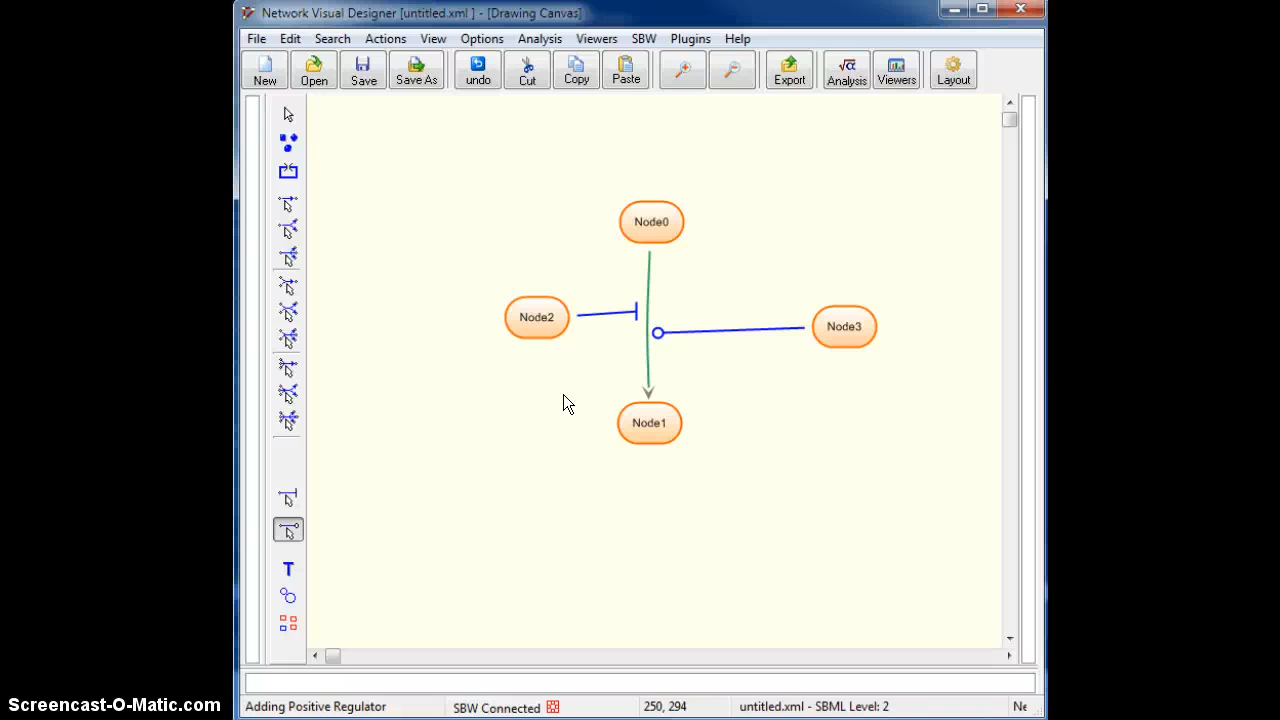 Network Visual Designer [untitled.xml ] - [Drawing Canvas]
File Edit Search Actions View Options Analysis Viewers SBW Plugins Help
New Open Save Save As undo Cut Copy Paste Export Analysis Viewers Layout
Node0
Node2
Node3
Node1
T
Adding Positive Regulator SBW Connected 250, 294 untitled.xml - SBML Level: 2 Ne
Screencast-O-Matic.com